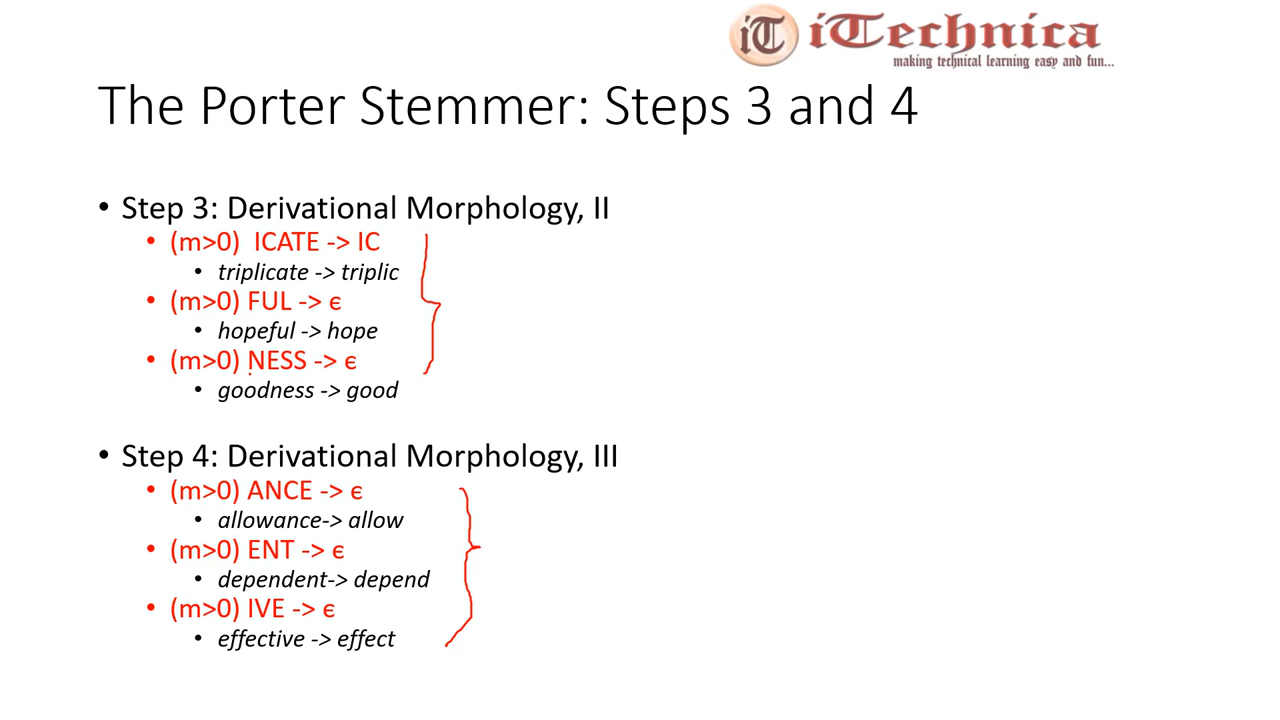 iT iTechnica
making technical learning easy and fun...
The Porter Stemmer: Steps 3 and 4
• Step 3: Derivational Morphology, II
• (m>0) ICATE -> IC
• triplicate -> triplic
• (m>0) FUL -> ϵ
• hopeful -> hope
• (m>0) NESS -> ϵ
• goodness -> good
• Step 4: Derivational Morphology, III
• (m>0) ANCE -> ϵ
• allowance-> allow
• (m>0) ENT -> ϵ
• dependent-> depend
• (m>0) IVE -> ϵ
• effective -> effect